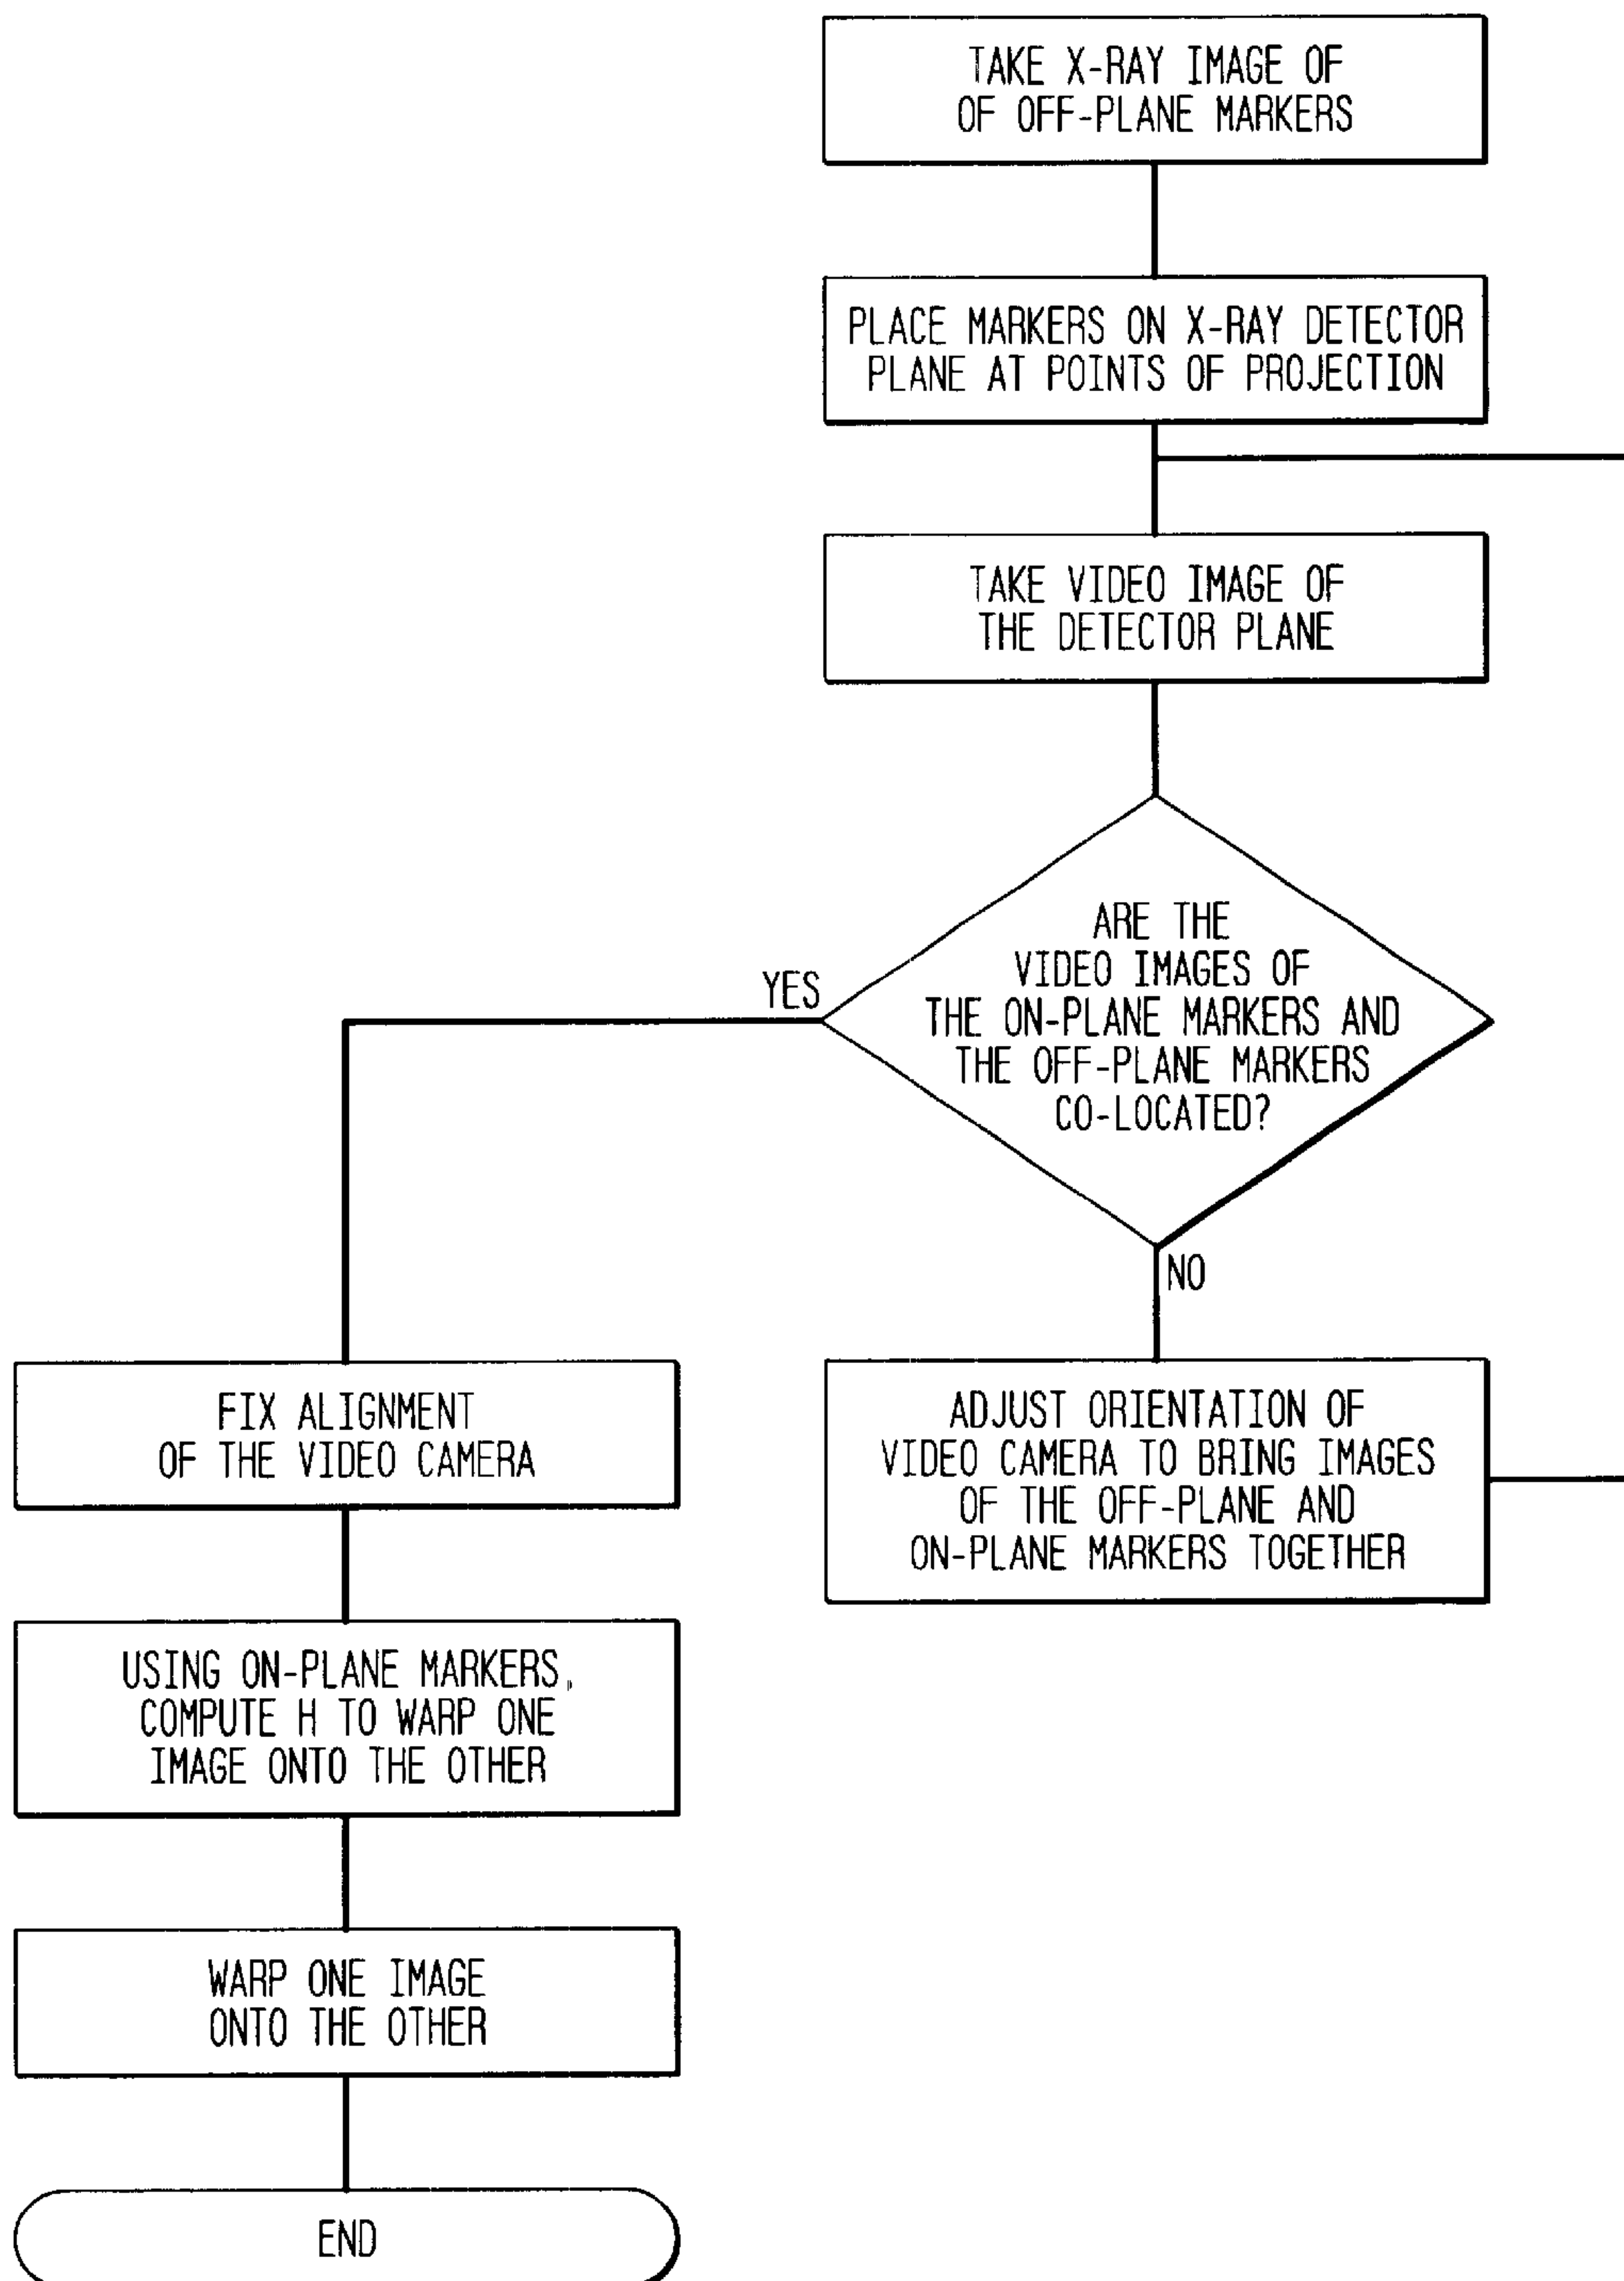 TAKE X-RAY IMAGE OF
OF OFF-PLANE MARKERS
PLACE MARKERS ON X-RAY DETECTOR
PLANE AT POINTS OF PROJECTION
TAKE VIDEO IMAGE OF
THE DETECTOR PLANE
ARE THE
VIDEO IMAGES OF
THE ON-PLANE MARKERS AND
THE OFF-PLANE MARKERS
CO-LOCATED?
YES
NO
ADJUST ORIENTATION OF
VIDEO CAMERA TO BRING IMAGES
OF THE OFF-PLANE AND
ON-PLANE MARKERS TOGETHER
FIX ALIGNMENT
OF THE VIDEO CAMERA
USING ON-PLANE MARKERS,
COMPUTE H TO WARP ONE
IMAGE ONTO THE OTHER
WARP ONE IMAGE
ONTO THE OTHER
END